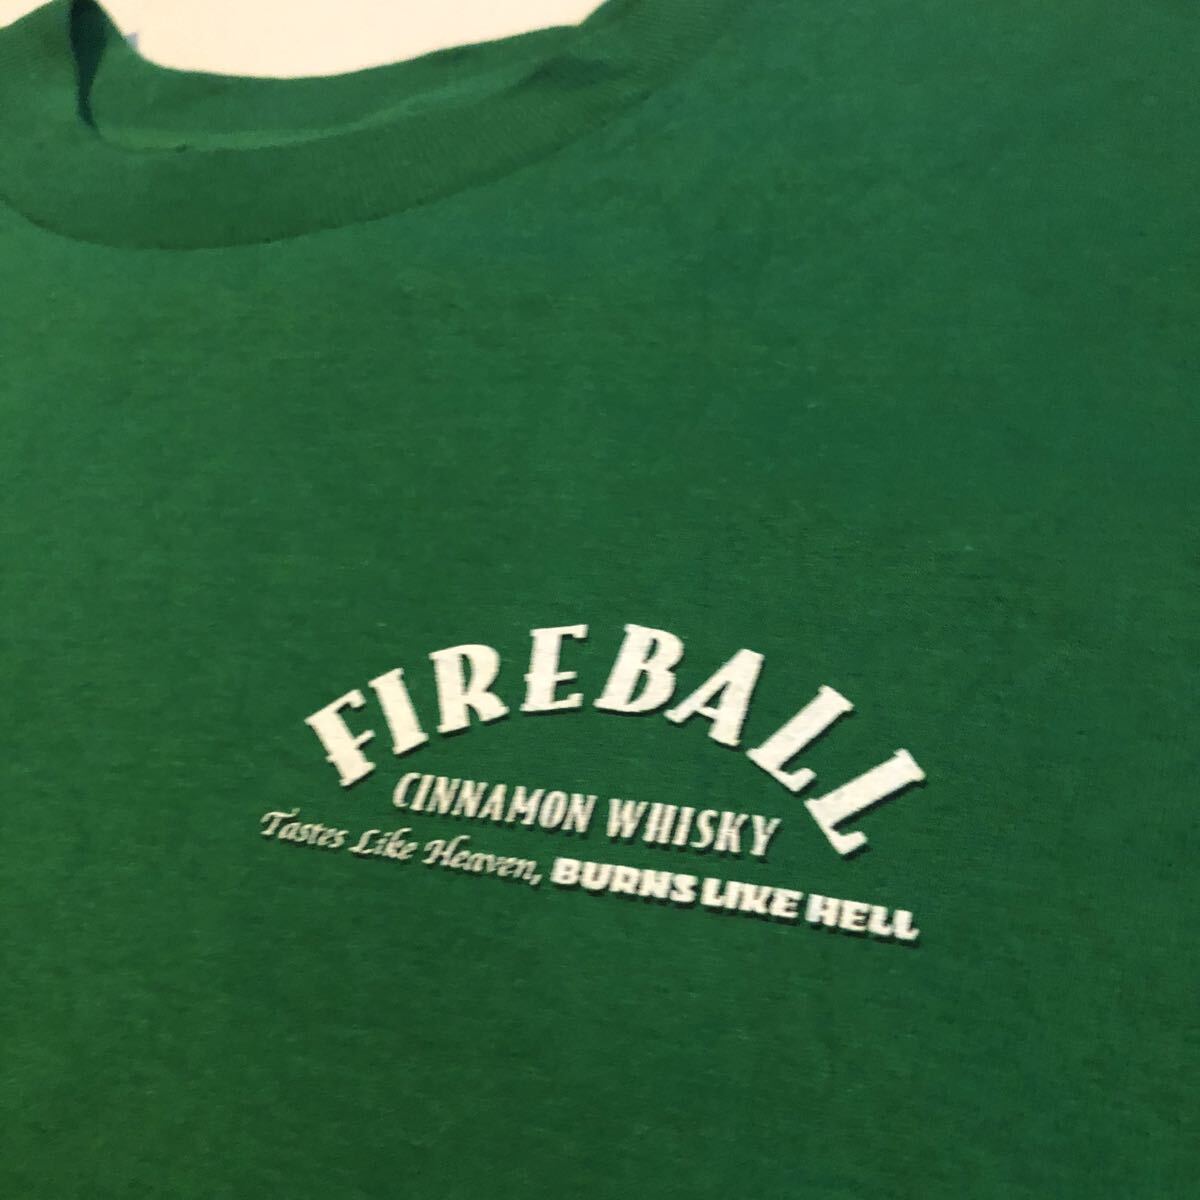 FIREBALL
CINNAMON WHISKY
Tastes Like Heaven, BURNS LIKE HELL